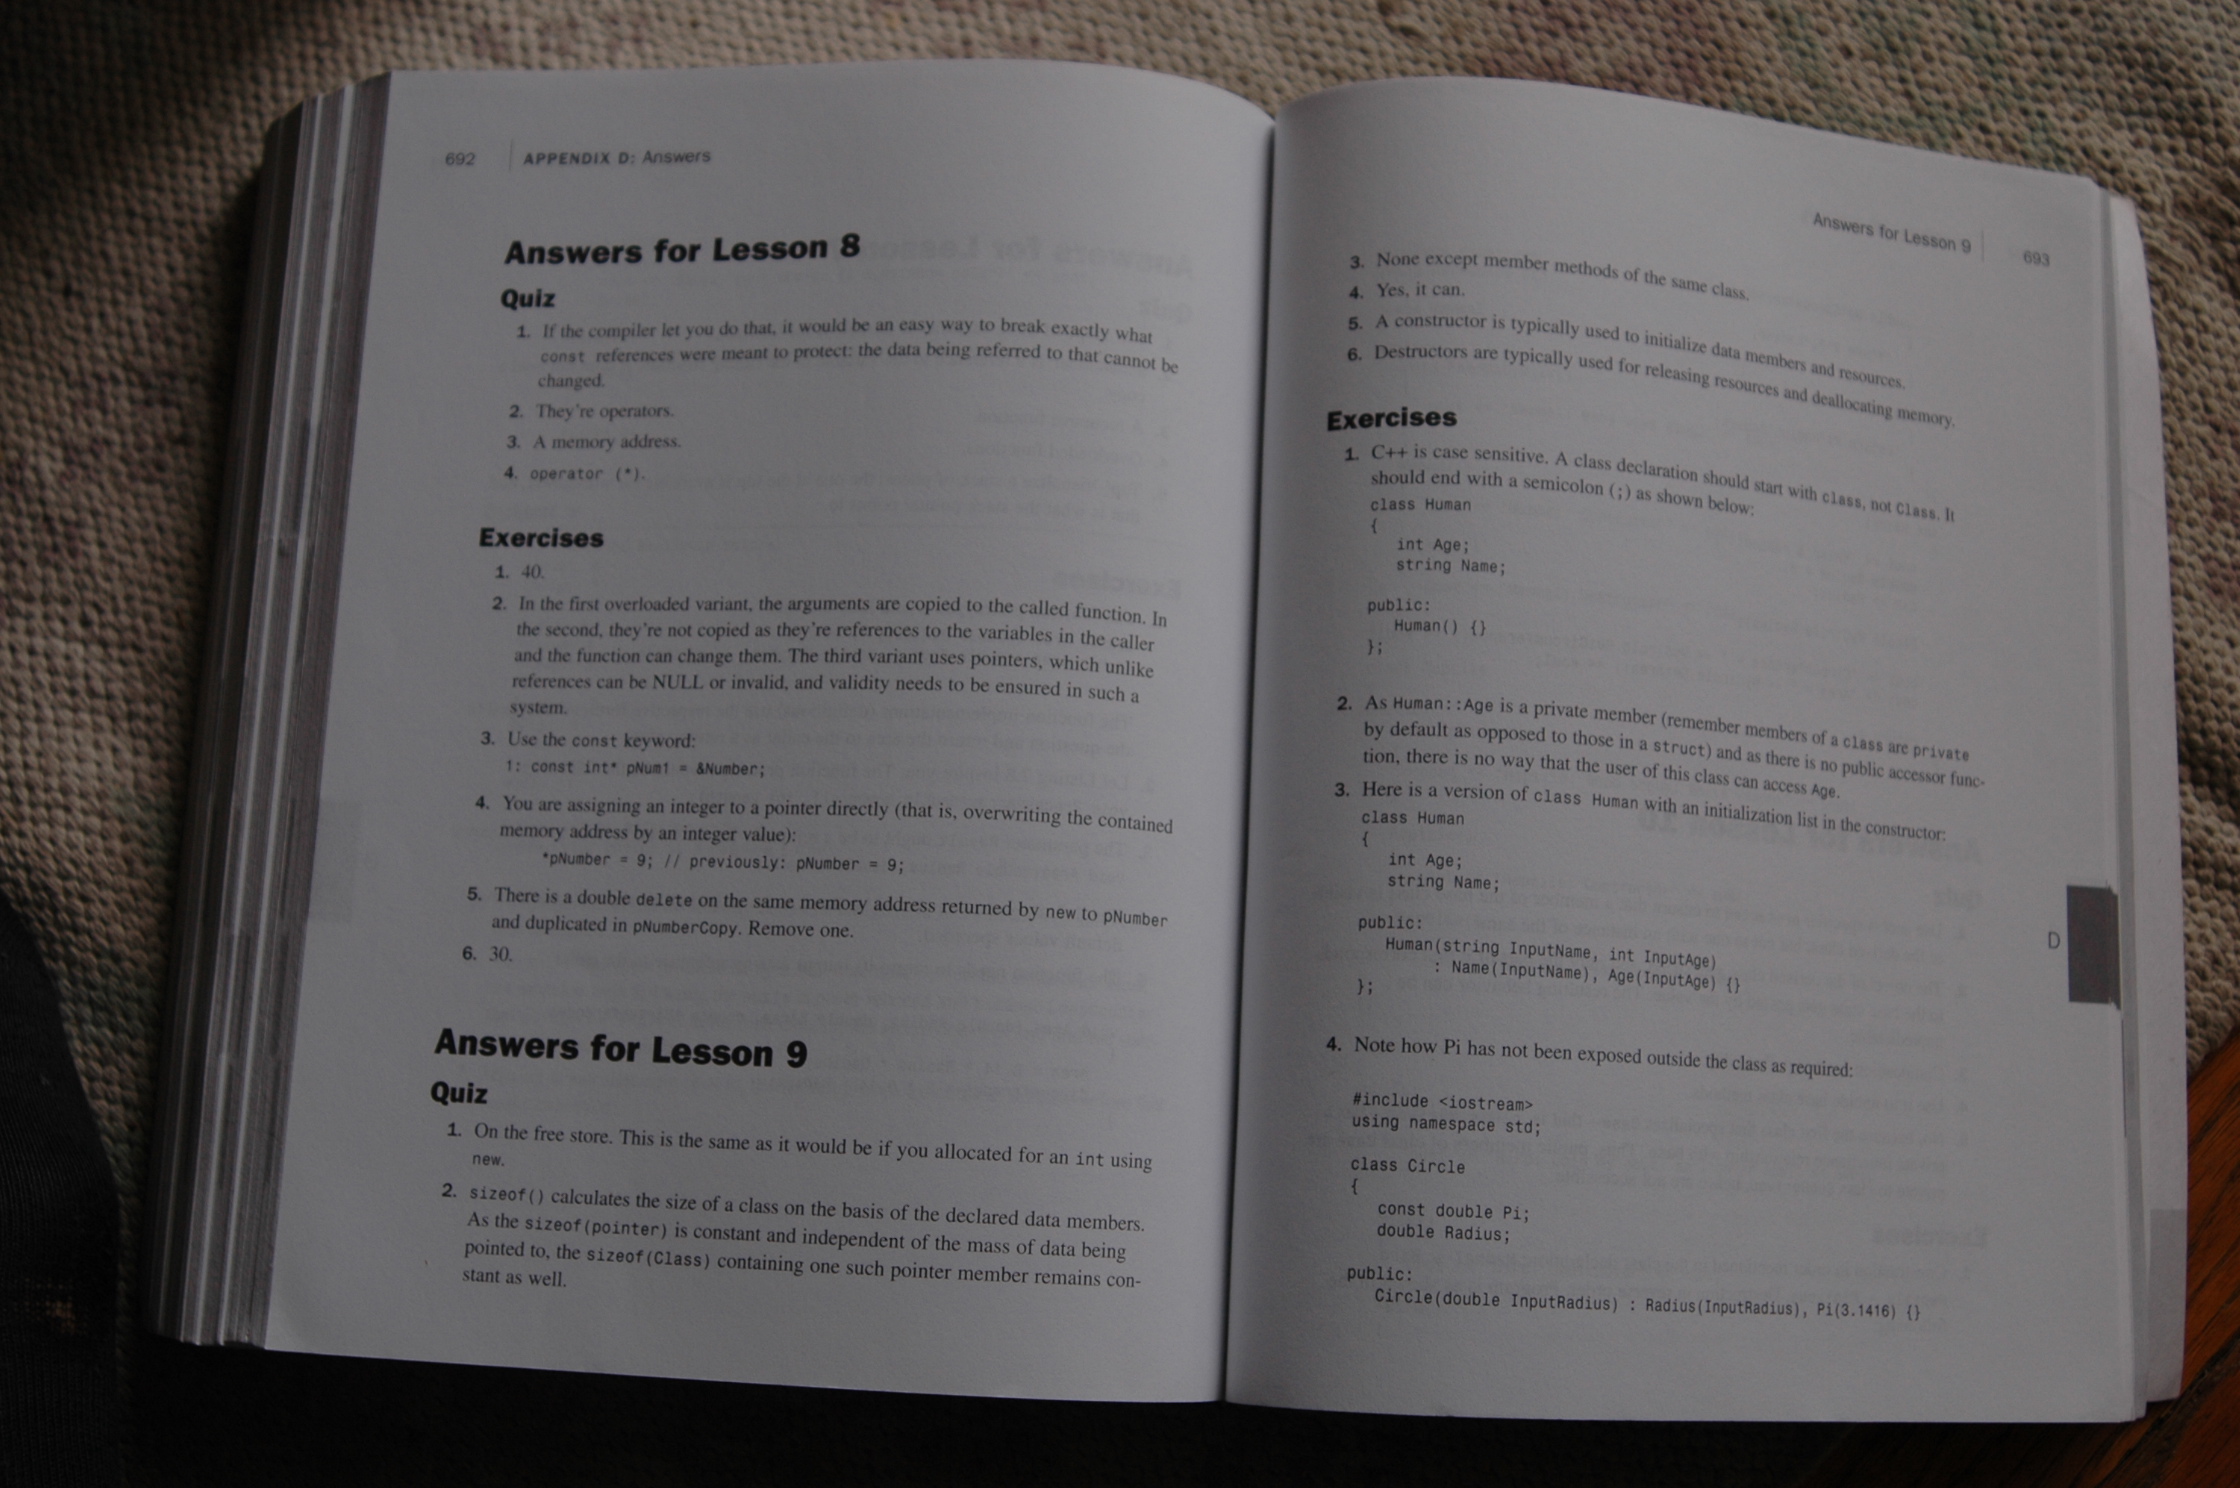 692 | APPENDIX D: Answers
Answers for Lesson 8
Quiz
1. If the compiler let you do that, it would be an easy way to break exactly what
const references were meant to protect: the data being referred to that cannot be
changed.
2. They're operators.
3. A memory address.
4. operator (*).
Exercises
1. 40.
2. In the first overloaded variant, the arguments are copied to the called function. In
the second, they're not copied as they're references to the variables in the caller
and the function can change them. The third variant uses pointers, which unlike
references can be NULL or invalid, and validity needs to be ensured in such a
system.
3. Use the const keyword:
1: const int* pNum1 = &Number;
4. You are assigning an integer to a pointer directly (that is, overwriting the contained
memory address by an integer value):
*pNumber = 9; // previously: pNumber = 9;
5. There is a double delete on the same memory address returned by new to pNumber
and duplicated in pNumberCopy. Remove one.
6. 30.
Answers for Lesson 9
Quiz
1. On the free store. This is the same as it would be if you allocated for an int using
new.
2. sizeof() calculates the size of a class on the basis of the declared data members.
As the sizeof(pointer) is constant and independent of the mass of data being
pointed to, the sizeof(Class) containing one such pointer member remains con-
stant as well.
Answers for Lesson 9 | 693
3. None except member methods of the same class.
4. Yes, it can.
5. A constructor is typically used to initialize data members and resources.
6. Destructors are typically used for releasing resources and deallocating memory.
Exercises
1. C++ is case sensitive. A class declaration should start with class, not Class. It
should end with a semicolon (;) as shown below:
class Human
{
int Age;
string Name;
public:
Human() {}
};
2. As Human::Age is a private member (remember members of a class are private
by default as opposed to those in a struct) and as there is no public accessor func-
tion, there is no way that the user of this class can access Age.
3. Here is a version of class Human with an initialization list in the constructor:
class Human
{
int Age;
string Name;
public:
Human(string InputName, int InputAge)
: Name(InputName), Age(InputAge) {}
};
4. Note how Pi has not been exposed outside the class as required:
#include <iostream>
using namespace std;
class Circle
{
const double Pi;
double Radius;
public:
Circle(double InputRadius) : Radius(InputRadius), Pi(3.1416) {}
D